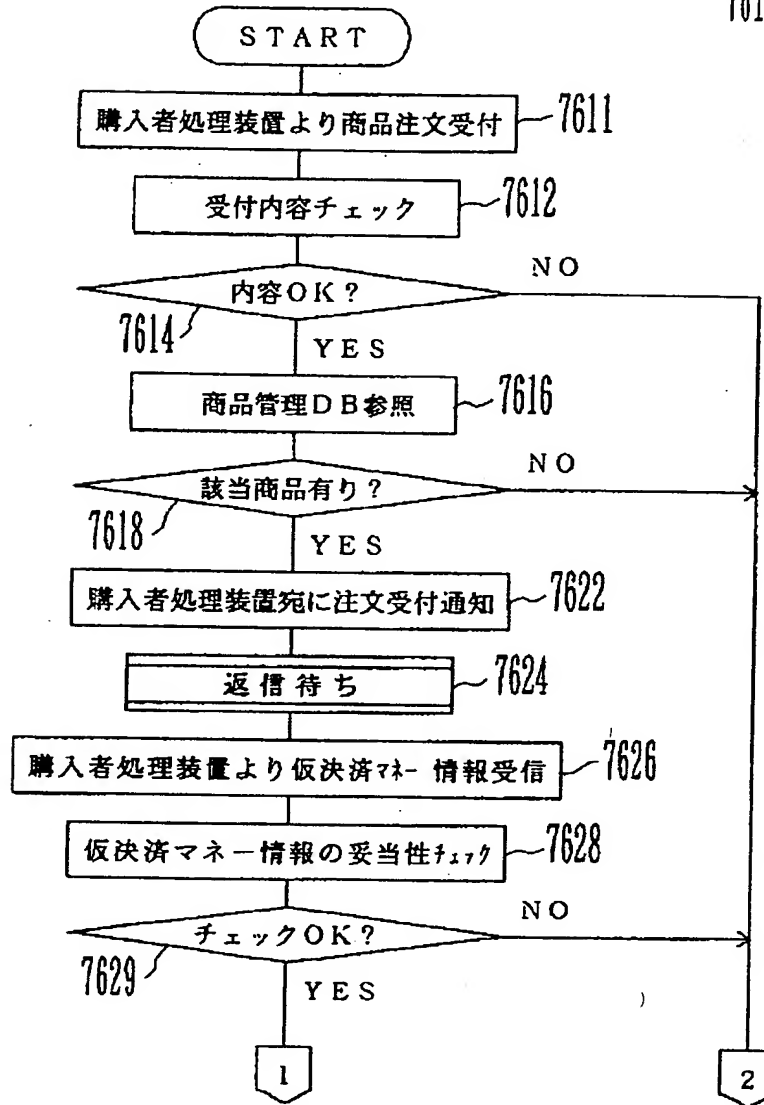 761
START
購入者処理装置より商品注文受付
7611
受付内容チェック
7612
内容OK?
NO
7614
YES
商品管理DB参照
7616
該当商品有り?
NO
7618
YES
購入者処理装置宛に注文受付通知
7622
返信待ち
7624
購入者処理装置より仮決済マネー情報受信
7626
仮決済マネー情報の妥当性チェック
7628
チェックOK?
NO
7629
YES
1
2